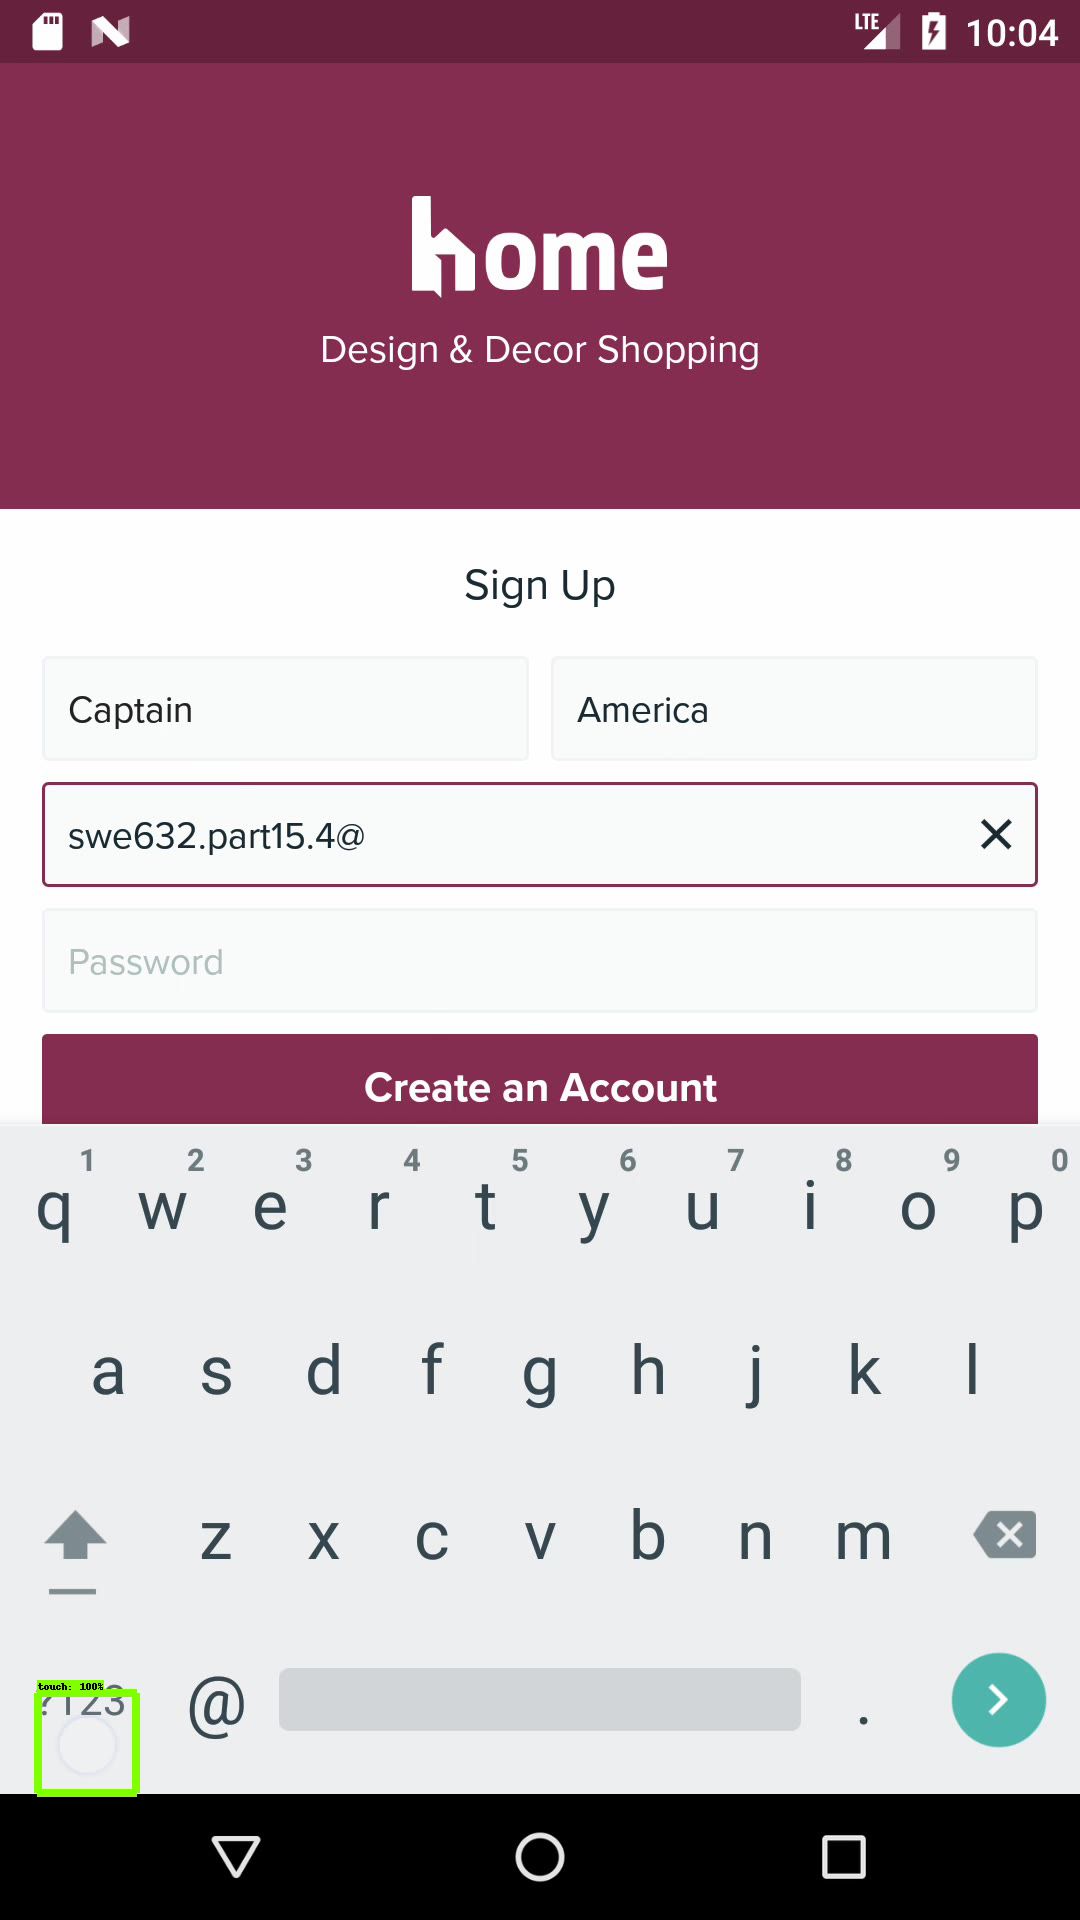 LTE 10:04
home
Design & Decor Shopping
Sign Up
Captain America
swe632.part15.4@
Password
Create an Account
1 2 3 4 5 6 7 8 9 0
q w e r t y u i o p
a s d f g h j k l
z x c v b n m
touch: 100%
?123 @ .